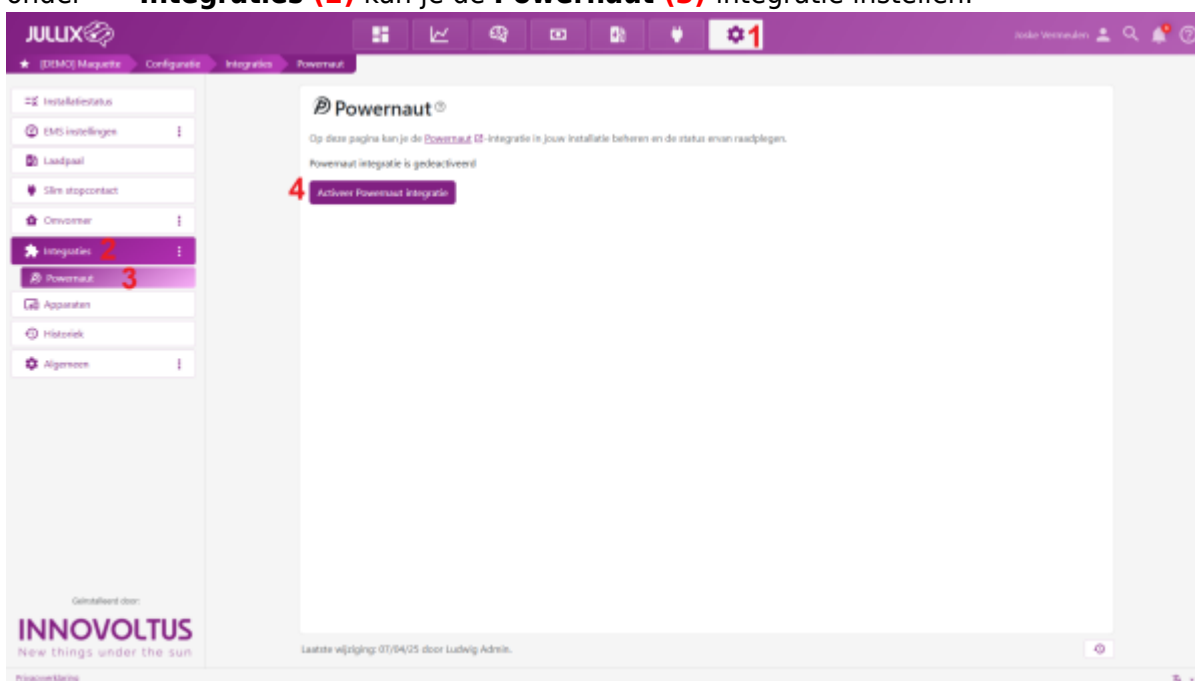 onder Integraties (2) kan je de Powernaut (3) integratie instellen.
JULLIX
1
Joske Vermeulen
[DEMO] Maquette Configuratie Integraties Powernaut
Installatiestatus
EMS instellingen
Laadpaal
Slim stopcontact
Omvormer
Integraties 2
Powernaut 3
Apparaten
Historiek
Algemeen
Powernaut
Op deze pagina kan je de Powernaut-integratie in jouw installatie beheren en de status ervan raadplegen.
Powernaut integratie is gedeactiveerd
4 Activeer Powernaut integratie
Geïnstalleerd door:
INNOVOLTUS
New things under the sun
Laatste wijziging: 07/04/25 door Ludwig Admin.
Privacyverklaring